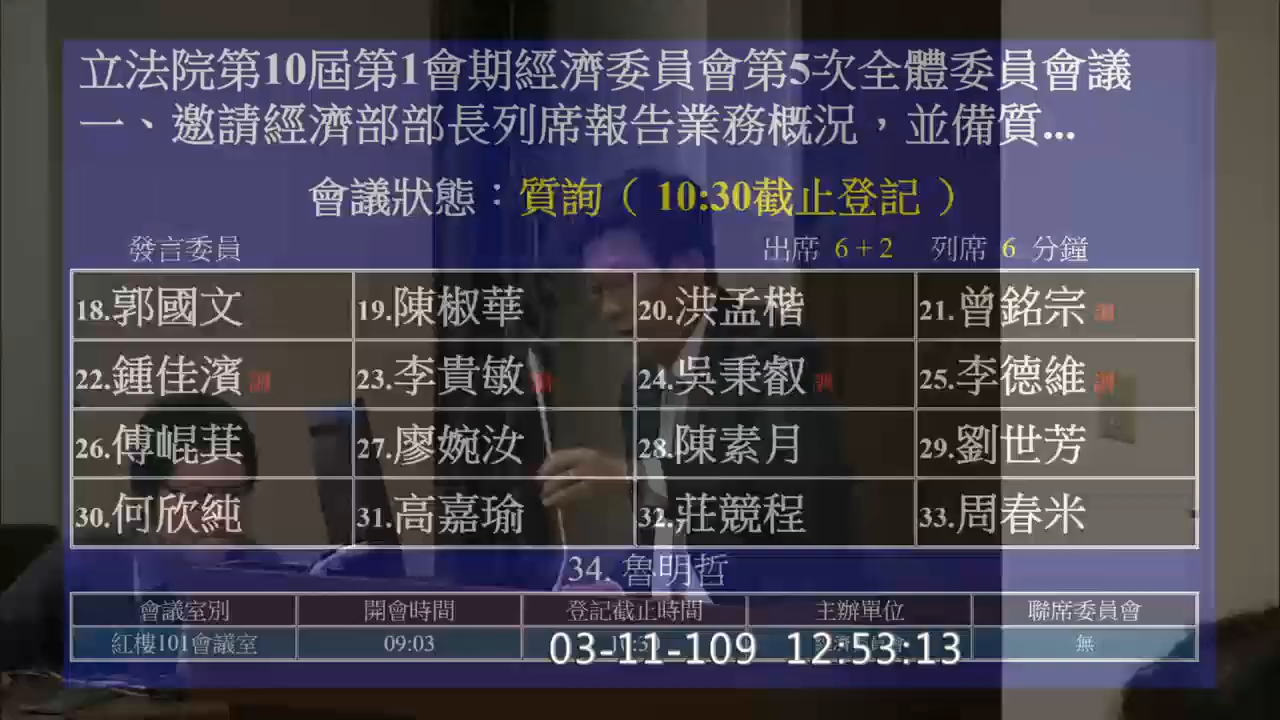 立法院第10屆第1會期經濟委員會第5次全體委員會議
一、邀請經濟部部長列席報告業務概況，並備質...
會議狀態：質詢（ 10:30截止登記 ）
發言委員 出席 6+2 列席 6 分鐘
18.郭國文 19.陳椒華 20.洪孟楷 21.曾銘宗
22.鍾佳濱 23.李貴敏 24.吳秉叡 25.李德維
26.傅崐萁 27.廖婉汝 28.陳素月 29.劉世芳
30.何欣純 31.高嘉瑜 32.莊競程 33.周春米
34. 魯明哲
會議室別 開會時間 登記截止時間 主辦單位 聯席委員會
紅樓101會議室 09:03 無
03-11-109 12:53:13